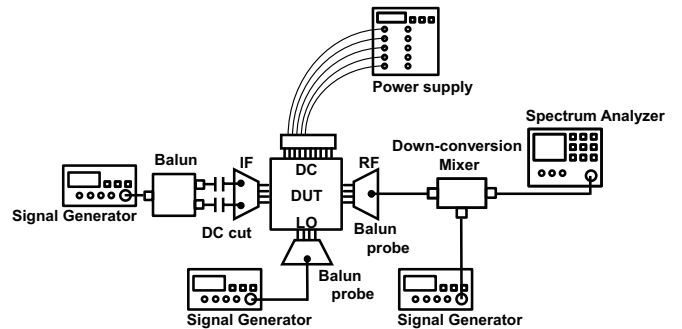 Power supply
Spectrum Analyzer
Down-conversion
Mixer
Balun
IF
DC
RF
DUT
LO
Signal Generator
DC cut
Balun
probe
Balun
probe
Signal Generator
Signal Generator